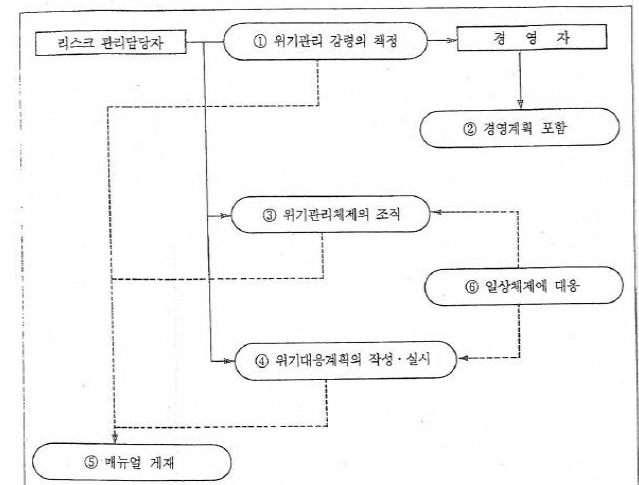 리스크 관리담당자
① 위기관리 강령의 책정
경 영 자
② 경영계획 포함
③ 위기관리체제의 조직
⑥ 일상체계에 대응
④ 위기대응계획의 작성·실시
⑤ 매뉴얼 게재